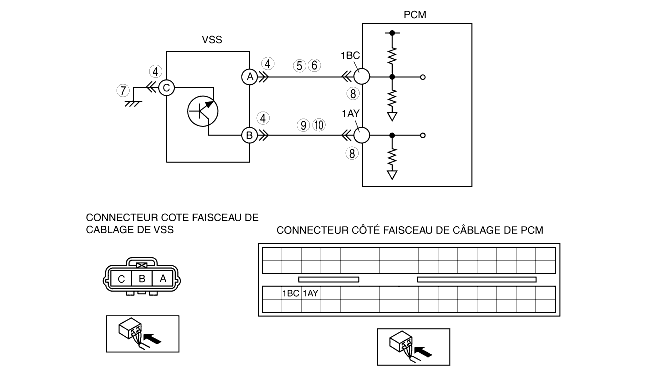 PCM
VSS
1BC
A
4
5 6
4
C
7
8
1AY
4
B
9 10
8
CONNECTEUR COTE FAISCEAU DE
CABLAGE DE VSS
CONNECTEUR CÔTÉ FAISCEAU DE CÂBLAGE DE PCM
C B A
1BC 1AY